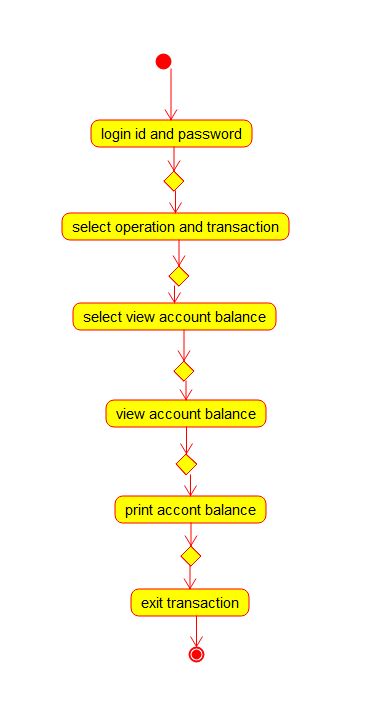 login id and password
select operation and transaction
select view account balance
view account balance
print accont balance
exit transaction